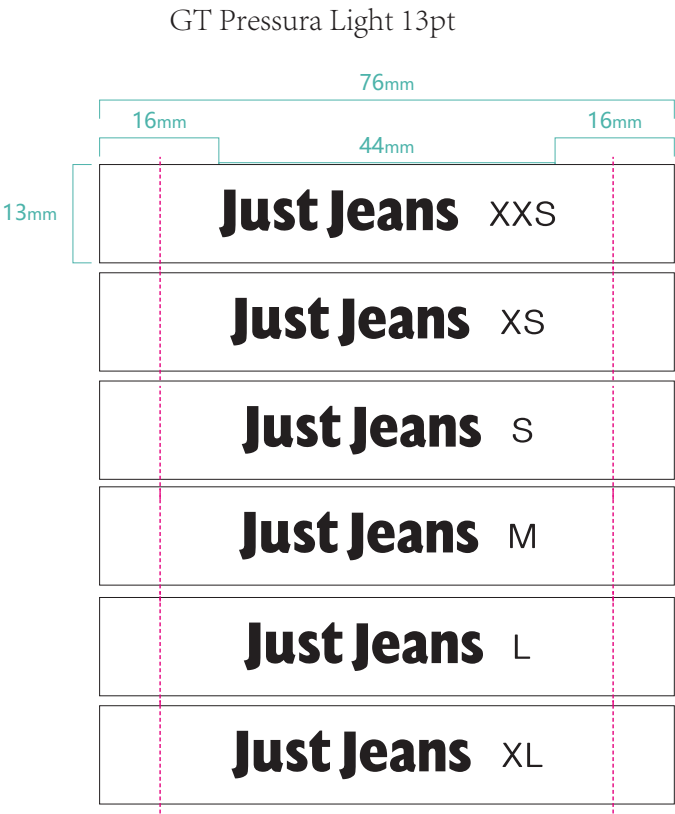 GT Pressura Light 13pt
76mm
16mm 16mm
44mm
13mm
Just Jeans XXS
Just Jeans XS
Just Jeans S
Just Jeans M
Just Jeans L
Just Jeans XL